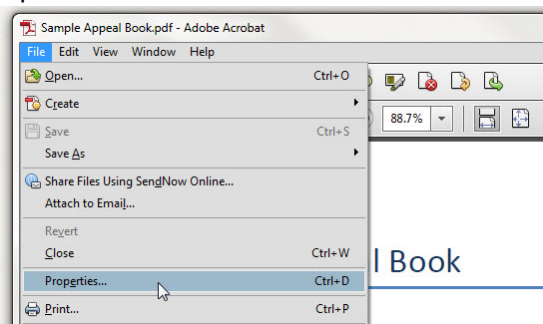 Sample Appeal Book.pdf - Adobe Acrobat
File Edit View Window Help
Open... Ctrl+O
Create
88.7%
Save Ctrl+S
Save As
Share Files Using SendNow Online...
Attach to Email...
Revert
Close Ctrl+W
l Book
Properties... Ctrl+D
Print... Ctrl+P